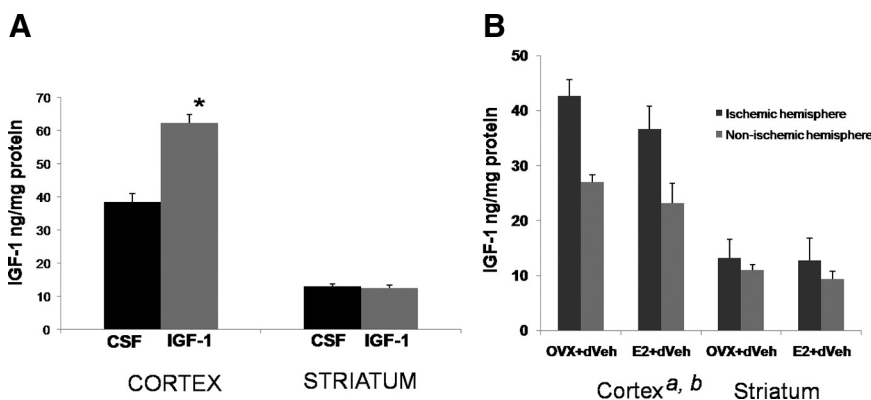 A
IGF-1 ng/mg protein
70
60
50
40
30
20
10
0
*
CSF IGF-1 CSF IGF-1
CORTEX STRIATUM
B
IGF-1 ng/mg protein
50
40
30
20
10
0
Ischemic hemisphere
Non-ischemic hemisphere
OVX+dVeh E2+dVeh OVX+dVeh E2+dVeh
Cortex a, b Striatum